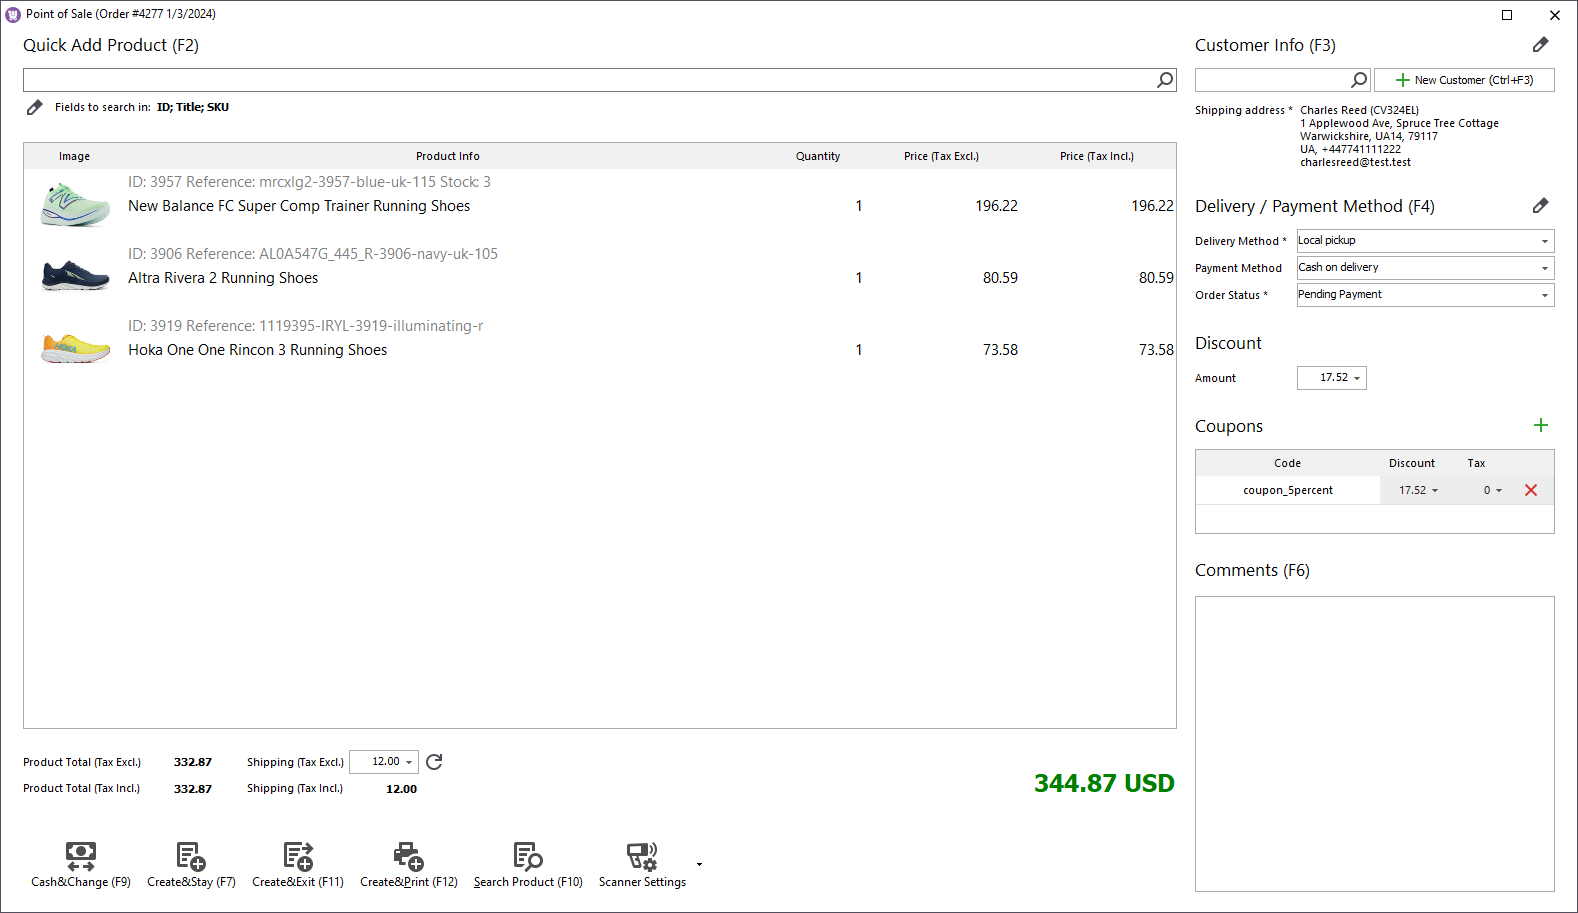 Point of Sale (Order #4277 1/3/2024)
Quick Add Product (F2)
Fields to search in: ID; Title; SKU
Image Product Info Quantity Price (Tax Excl.) Price (Tax Incl.)
ID: 3957 Reference: mrcxlg2-3957-blue-uk-115 Stock: 3
New Balance FC Super Comp Trainer Running Shoes 1 196.22 196.22
ID: 3906 Reference: AL0A547G_445_R-3906-navy-uk-105
Altra Rivera 2 Running Shoes 1 80.59 80.59
ID: 3919 Reference: 1119395-IRYL-3919-illuminating-r
Hoka One One Rincon 3 Running Shoes 1 73.58 73.58
Product Total (Tax Excl.) 332.87 Shipping (Tax Excl.) 12.00
Product Total (Tax Incl.) 332.87 Shipping (Tax Incl.) 12.00
344.87 USD
Cash&Change (F9) Create&Stay (F7) Create&Exit (F11) Create&Print (F12) Search Product (F10) Scanner Settings
Customer Info (F3)
New Customer (Ctrl+F3)
Shipping address * Charles Reed (CV324EL)
1 Applewood Ave, Spruce Tree Cottage
Warwickshire, UA14, 79117
UA, +447741111222
charlesreed@test.test
Delivery / Payment Method (F4)
Delivery Method * Local pickup
Payment Method Cash on delivery
Order Status * Pending Payment
Discount
Amount 17.52
Coupons
Code Discount Tax
coupon_5percent 17.52 0
Comments (F6)